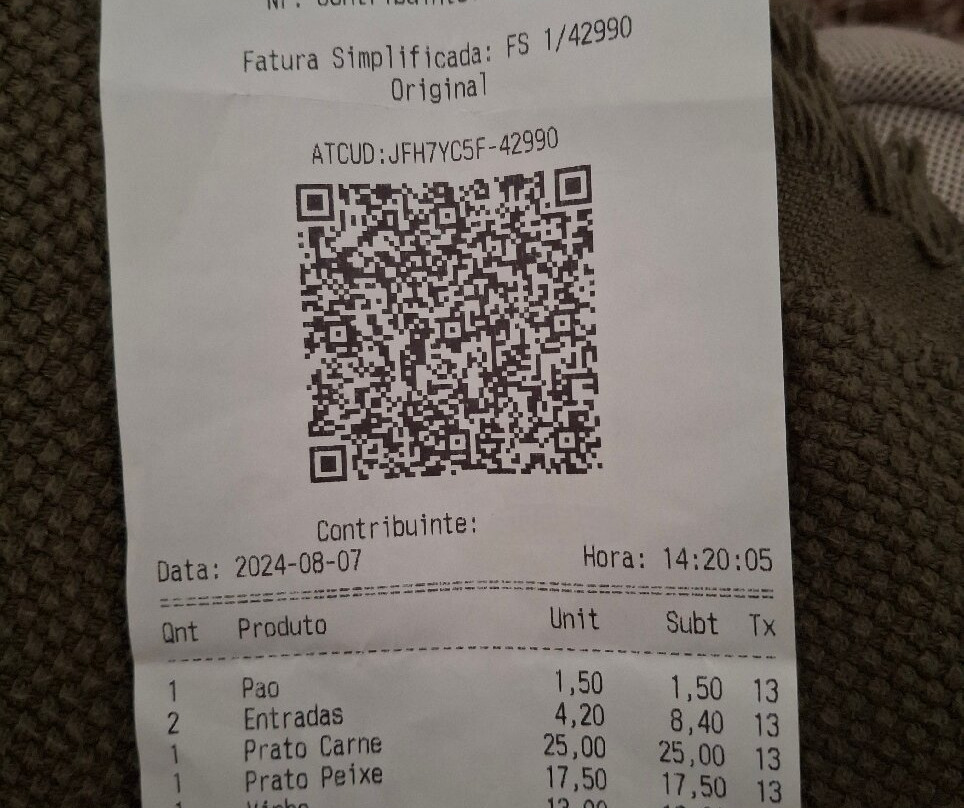 Fatura Simplificada: FS 1/42990
Original
ATCUD:JFH7YC5F-42990
Contribuinte:
Data: 2024-08-07 Hora: 14:20:05
Qnt Produto Unit Subt Tx
1 Pao 1,50 1,50 13
2 Entradas 4,20 8,40 13
1 Prato Carne 25,00 25,00 13
1 Prato Peixe 17,50 17,50 13